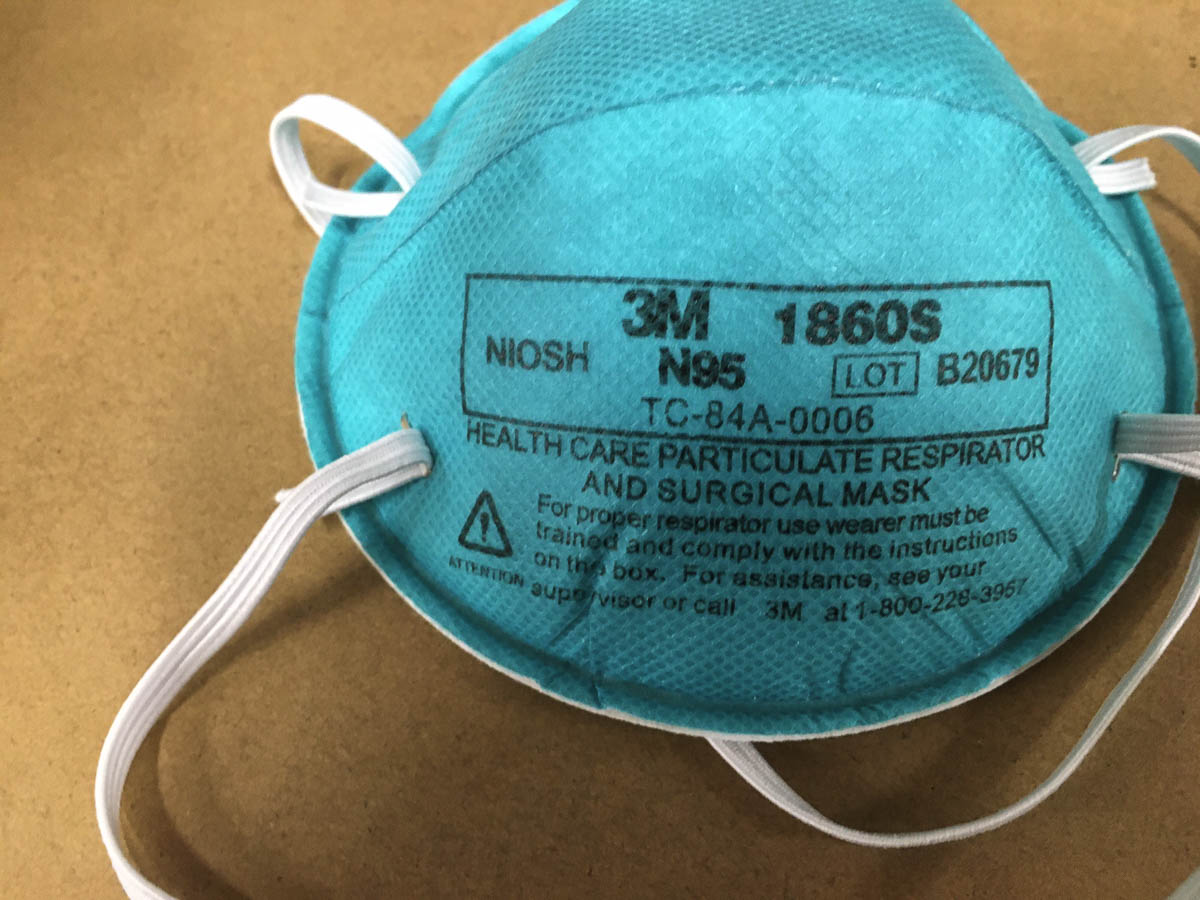 3M 1860S
NIOSH N95 LOT B20679
TC-84A-0006
HEALTH CARE PARTICULATE RESPIRATOR
AND SURGICAL MASK
For proper respirator use wearer must be
trained and comply with the instructions
on the box. For assistance, see your
supervisor or call 3M at 1-800-228-3957
ATTENTION